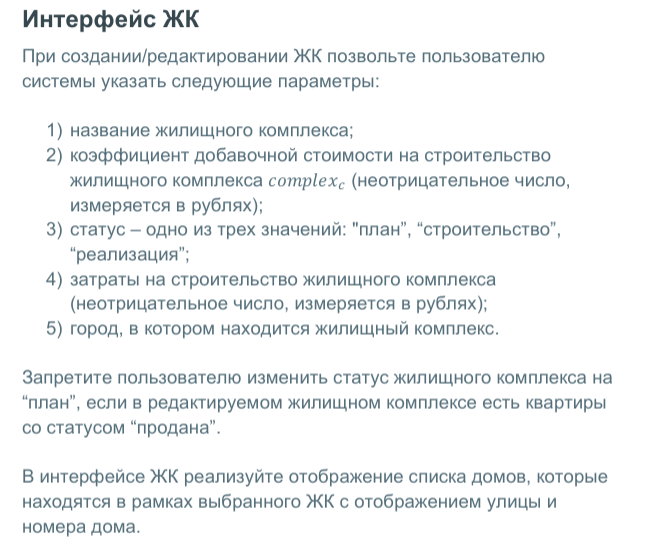 Интерфейс ЖК
При создании/редактировании ЖК позвольте пользователю
системы указать следующие параметры:
1) название жилищного комплекса;
2) коэффициент добавочной стоимости на строительство
жилищного комплекса complex_c (неотрицательное число,
измеряется в рублях);
3) статус – одно из трех значений: "план”, “строительство”,
“реализация”;
4) затраты на строительство жилищного комплекса
(неотрицательное число, измеряется в рублях);
5) город, в котором находится жилищный комплекс.
Запретите пользователю изменить статус жилищного комплекса на
“план”, если в редактируемом жилищном комплексе есть квартиры
со статусом “продана”.
В интерфейсе ЖК реализуйте отображение списка домов, которые
находятся в рамках выбранного ЖК с отображением улицы и
номера дома.